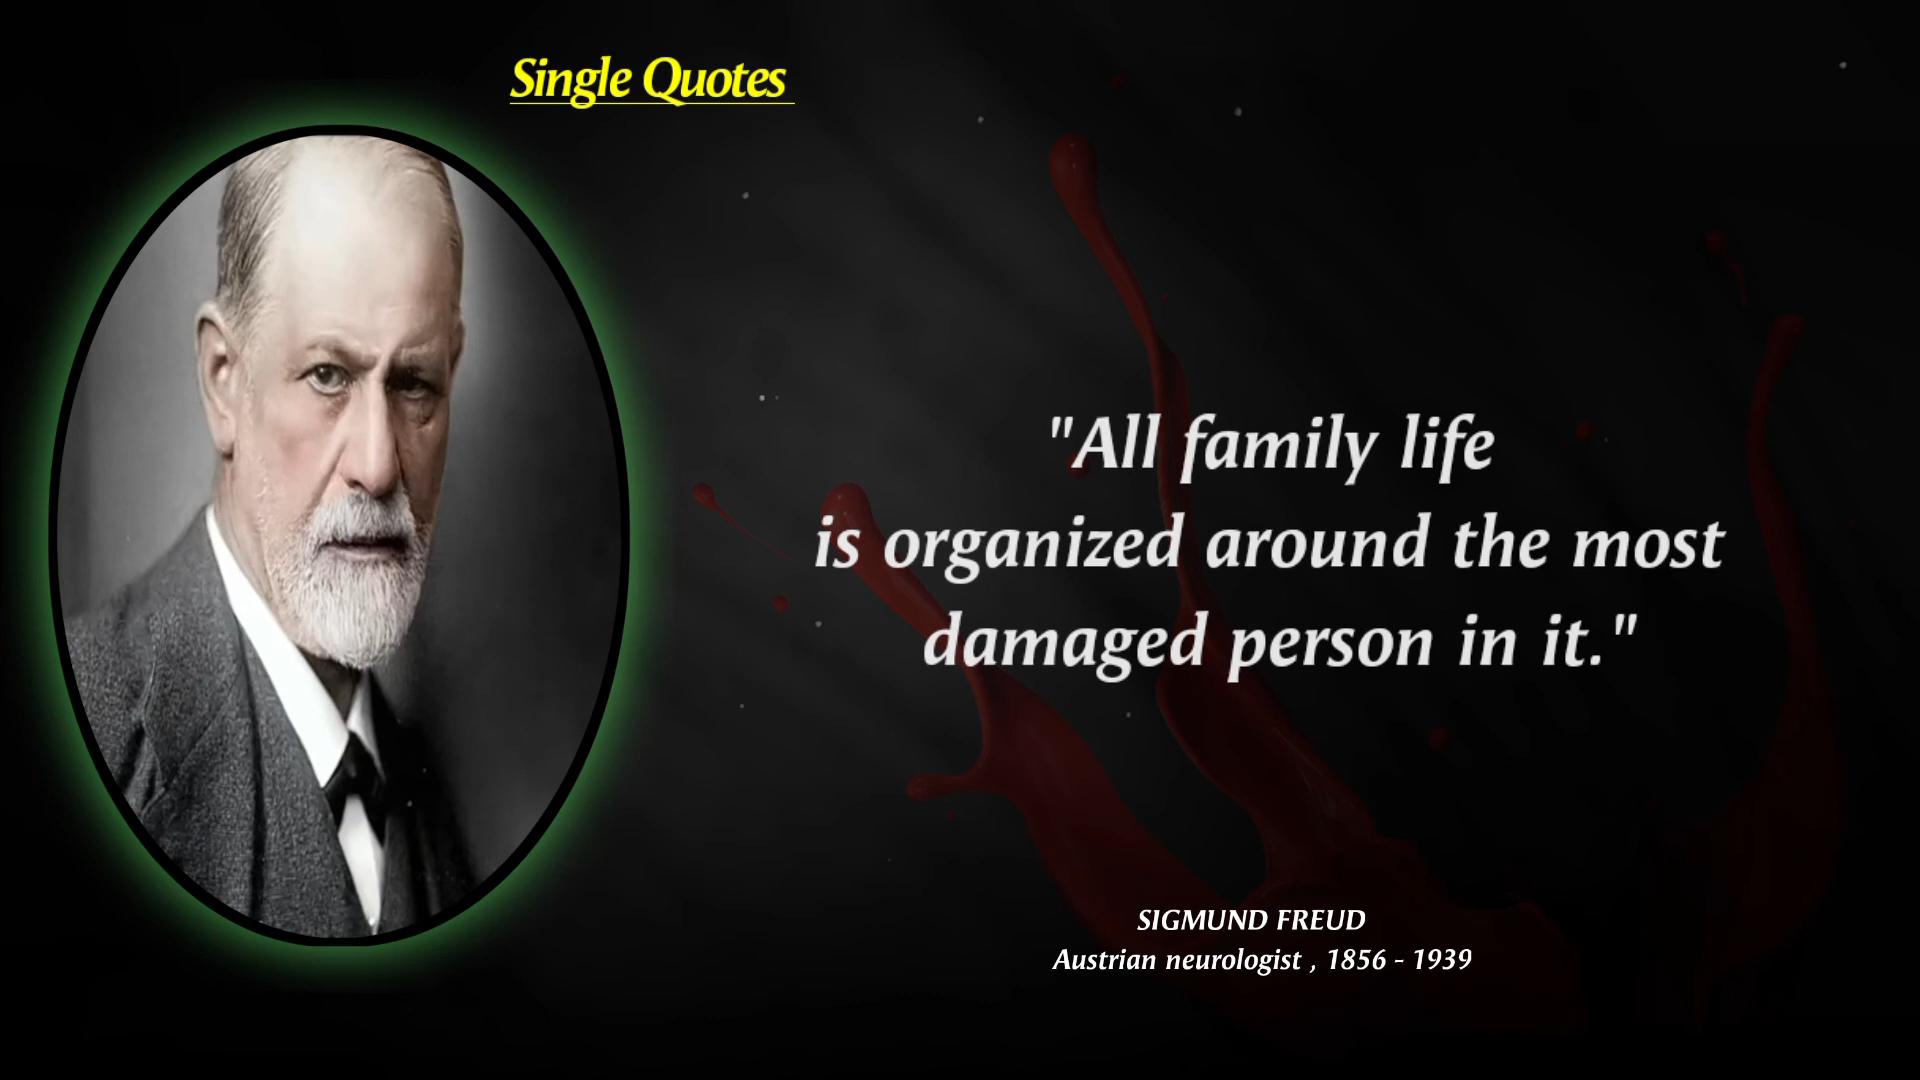 Single Quotes
"All family life
is organized around the most
damaged person in it."
SIGMUND FREUD
Austrian neurologist , 1856 - 1939